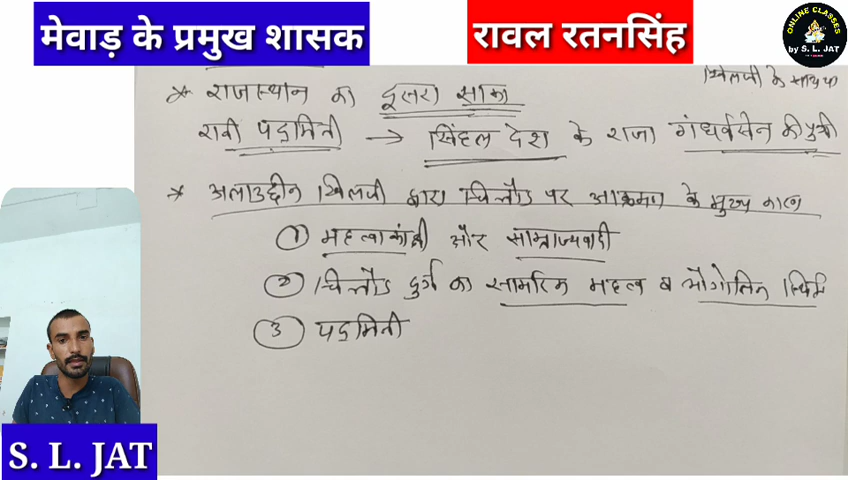 मेवाड़ के प्रमुख शासक
रावल रतनसिंह
ONLINE CLASSES
by S. L. JAT
खिलजी के साथ
* राजस्थान का दूसरा साका
रानी पद्मिनी → सिंहल देश के राजा गंधर्वसेन की पुत्री
* अलाउद्दीन खिलजी द्वारा चित्तौड़ पर आक्रमण के मुख्य कारण
① महत्वाकांक्षी और साम्राज्यवादी
② चित्तौड़ दुर्ग का सामरिक महत्व व भौगोलिक स्थिति
③ पद्मिनी
S. L. JAT